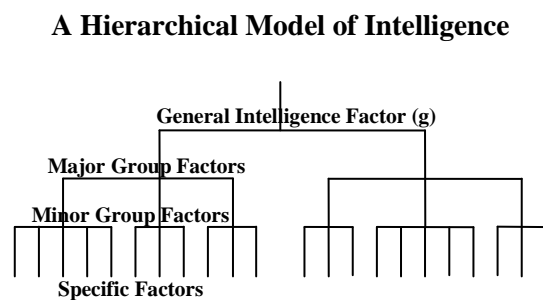 A Hierarchical Model of Intelligence
General Intelligence Factor (g)
Major Group Factors
Minor Group Factors
Specific Factors